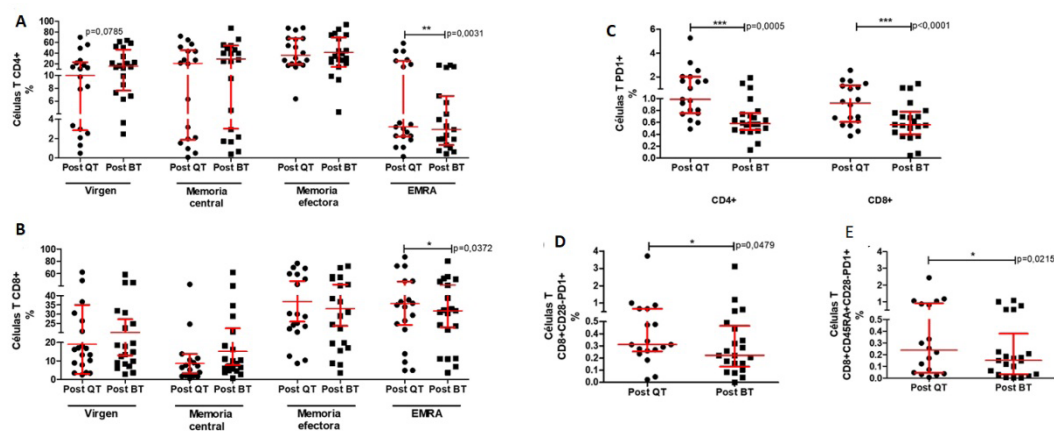 A
Células T CD4+
%
100
80
60
40
20
10
8
6
4
2
0
p=0,0785
**
p=0,0031
Post QT Post BT Post QT Post BT Post QT Post BT Post QT Post BT
Virgen
Memoria
central
Memoria
efectora
EMRA
B
Células T CD8+
%
100
80
60
40
35
30
25
20
15
10
5
0
*
p=0,0372
Post QT Post BT Post QT Post BT Post QT Post BT Post QT Post BT
Virgen
Memoria
central
Memoria
efectora
EMRA
C
Células T PD1+
%
6
4
2
1.0
0.8
0.6
0.4
0.2
0.0
***
p=0,0005
***
p<0,0001
Post QT Post BT Post QT Post BT
CD4+
CD8+
D
Células T
CD8+CD28-PD1+
%
4
3
2
1
0.5
0.4
0.3
0.2
0.1
0.0
*
p=0,0479
Post QT Post BT
E
Células T
CD8+CD45RA+CD28-PD1+
%
4
3
2
1
0.5
0.4
0.3
0.2
0.1
0.0
*
p=0,0215
Post QT Post BT